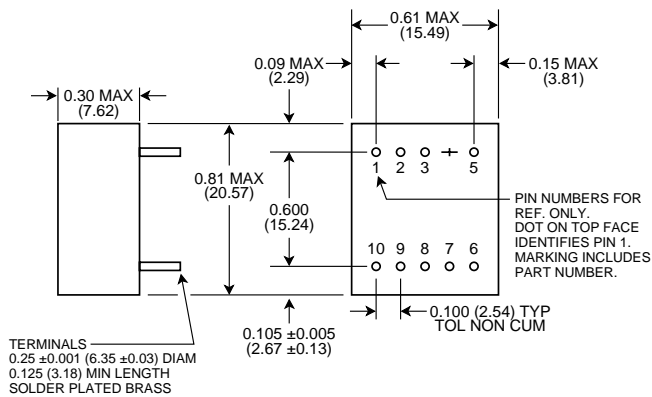 0.61 MAX
(15.49)
0.09 MAX
(2.29)
0.15 MAX
(3.81)
0.30 MAX
(7.62)
0.81 MAX
(20.57)
0.600
(15.24)
1 2 3 5
10 9 8 7 6
PIN NUMBERS FOR
REF. ONLY.
DOT ON TOP FACE
IDENTIFIES PIN 1.
MARKING INCLUDES
PART NUMBER.
0.100 (2.54) TYP
TOL NON CUM
0.105 ±0.005
(2.67 ±0.13)
TERMINALS
0.25 ±0.001 (6.35 ±0.03) DIAM
0.125 (3.18) MIN LENGTH
SOLDER PLATED BRASS